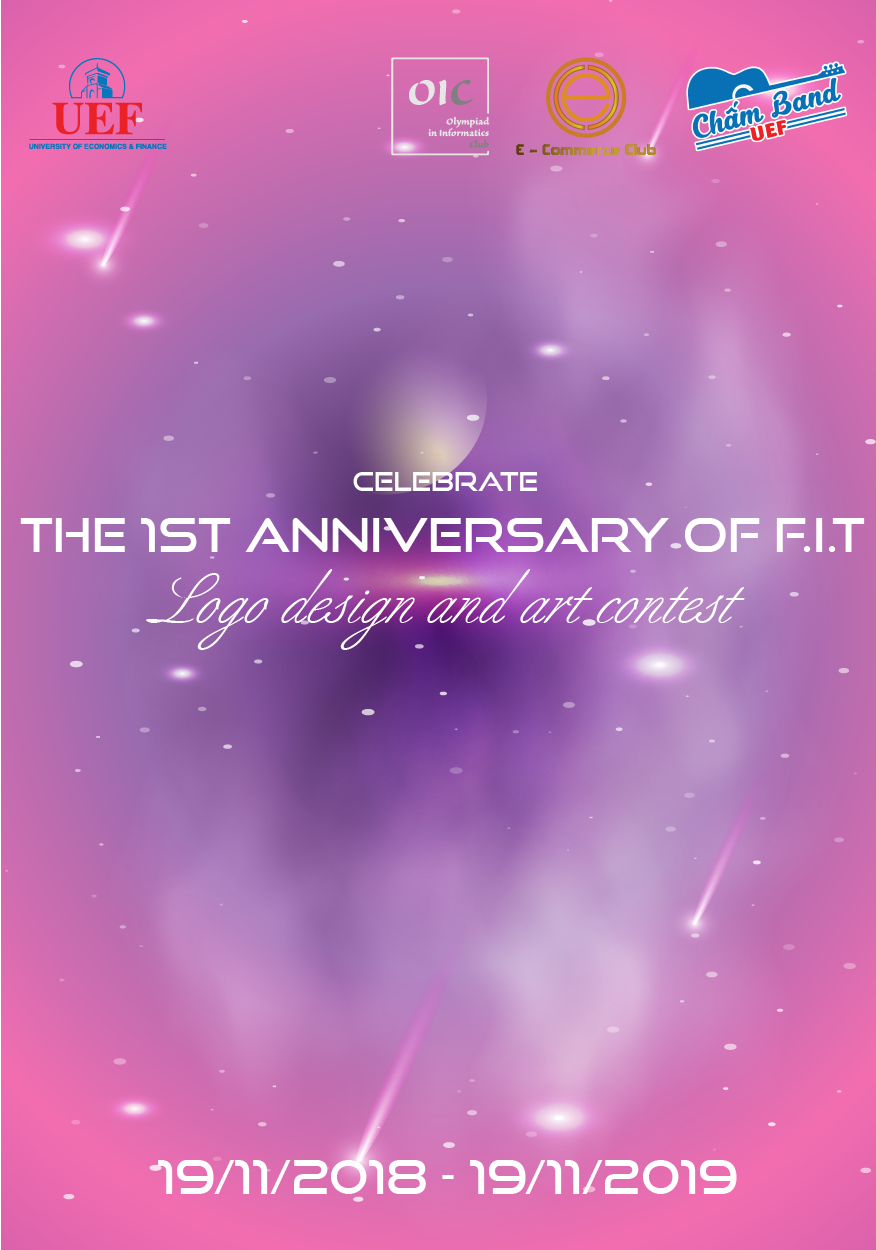 UEF
UNIVERSITY OF ECONOMICS & FINANCE
OIC
Olympiad
in Informatics
Club
E - Commerce Club
Chấm Band
UEF
CELEBRATE
THE 1ST ANNIVERSARY OF F.I.T
Logo design and art contest
19/11/2018 - 19/11/2019